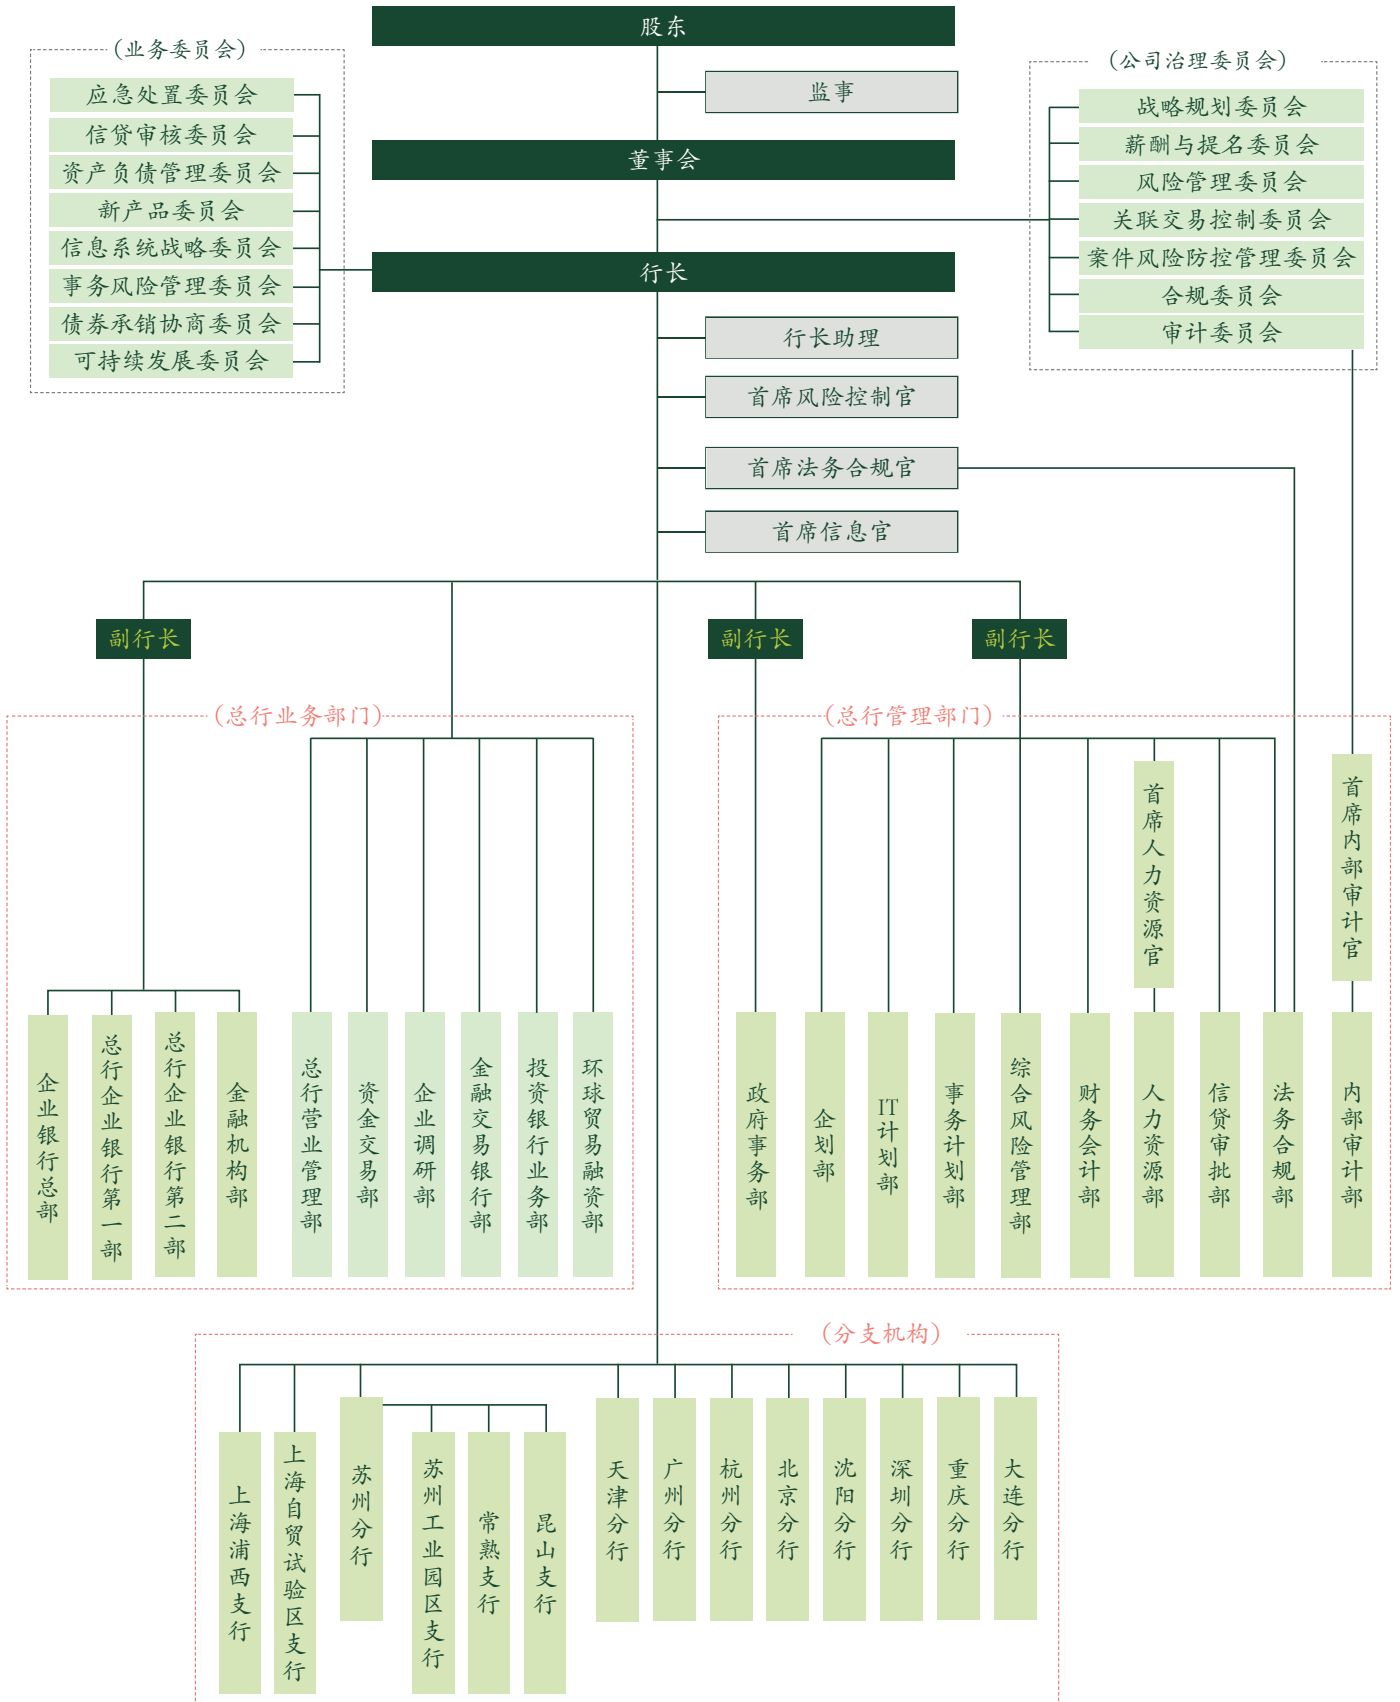 股东
(业务委员会)
应急处置委员会
信贷审核委员会
资产负债管理委员会
新产品委员会
信息系统战略委员会
事务风险管理委员会
债券承销协商委员会
可持续发展委员会
监事
董事会
行长
(公司治理委员会)
战略规划委员会
薪酬与提名委员会
风险管理委员会
关联交易控制委员会
案件风险防控管理委员会
合规委员会
审计委员会
行长助理
首席风险控制官
首席法务合规官
首席信息官
副行长
副行长
副行长
(总行业务部门)
企业银行总部
总行企业银行第一部
总行企业银行第二部
金融机构部
总行营业管理部
资金交易部
企业调研部
金融交易银行部
投资银行业务部
环球贸易融资部
(总行管理部门)
首席人力资源官
首席内部审计官
政府事务部
企划部
IT计划部
事务计划部
综合风险管理部
财务会计部
人力资源部
信贷审批部
法务合规部
内部审计部
(分支机构)
上海浦西支行
上海自贸试验区支行
苏州分行
苏州工业园区支行
常熟支行
昆山支行
天津分行
广州分行
杭州分行
北京分行
沈阳分行
深圳分行
重庆分行
大连分行